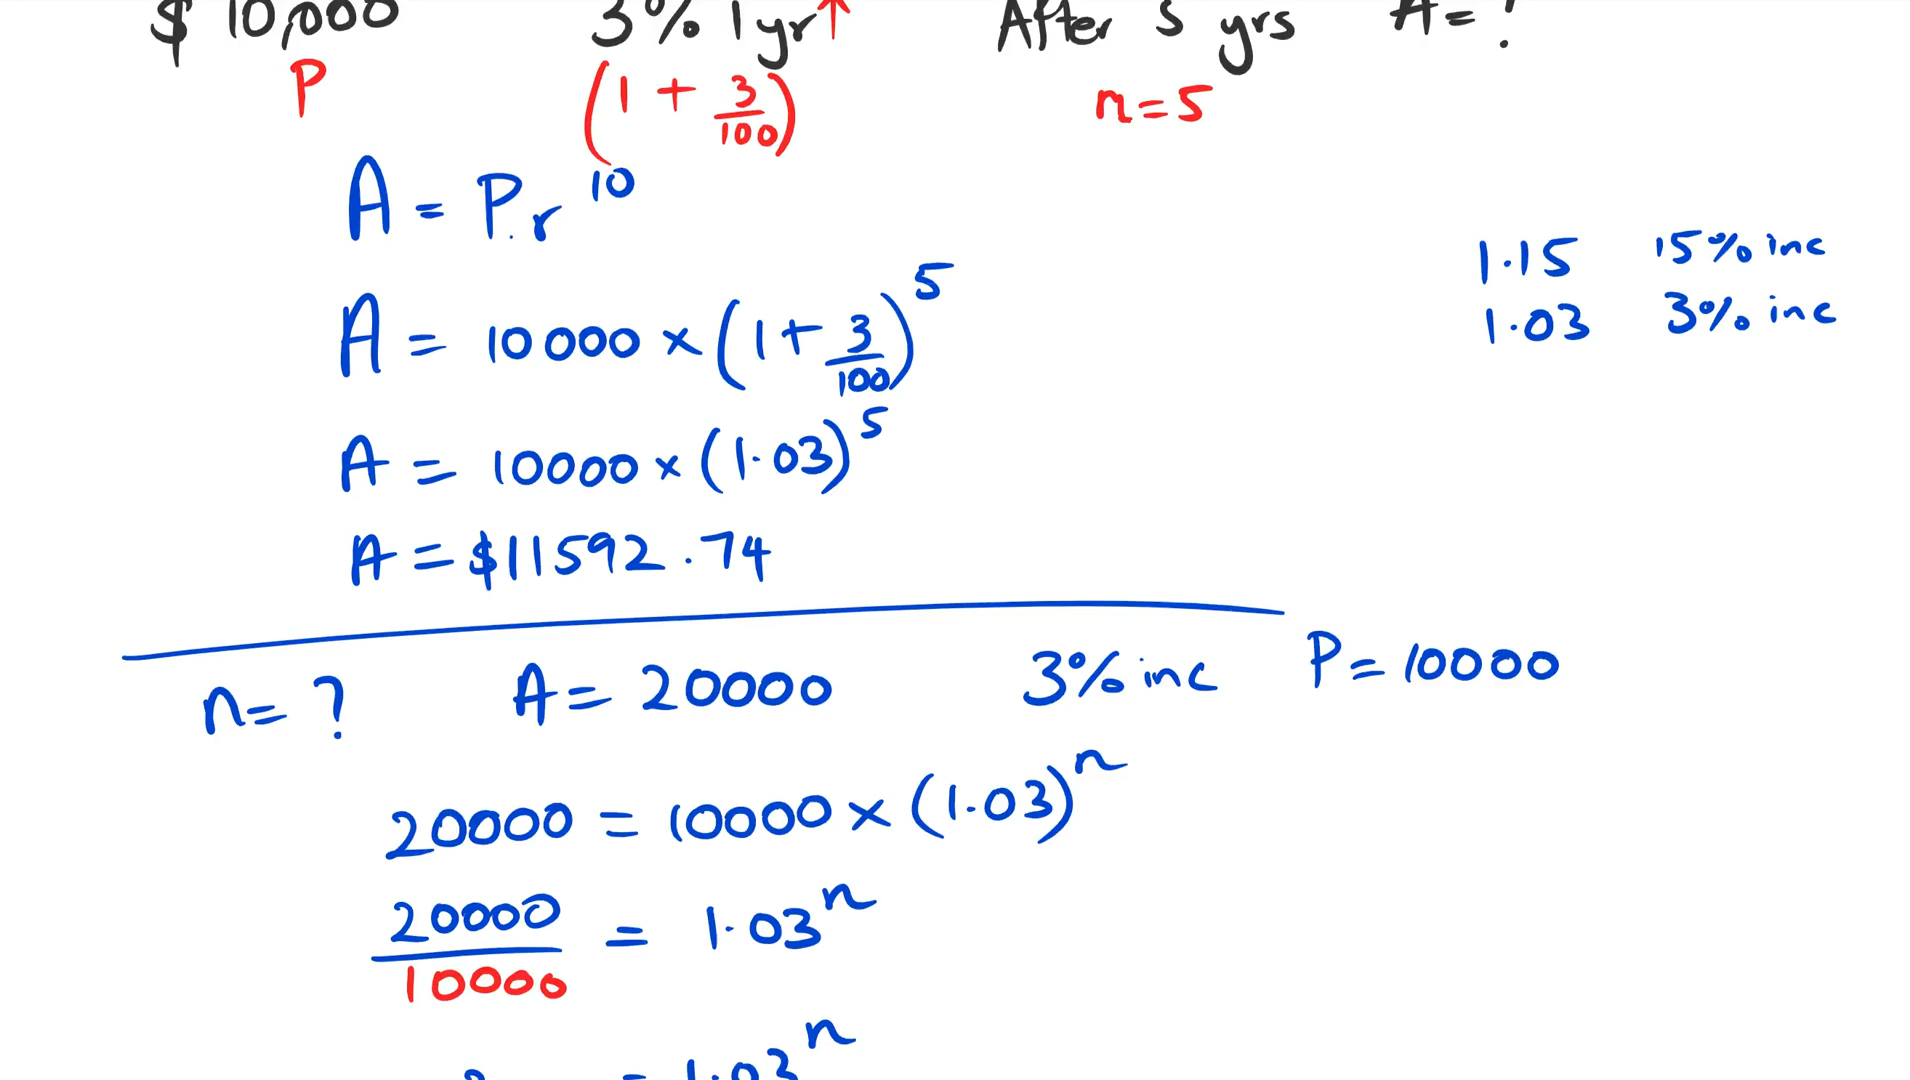 $ 10,000 3% 1yr↑ After 5 yrs A=?
P (1 + 3/100) n=5
A = P.r^10
1.15 15% inc
A = 10000 × (1 + 3/100)^5
1.03 3% inc
A = 10000 × (1.03)^5
A = $11592.74
n= ? A= 20000 3% inc P= 10000
20000 = 10000 × (1.03)^n
20000/10000 = 1.03^n
= 1.03^n